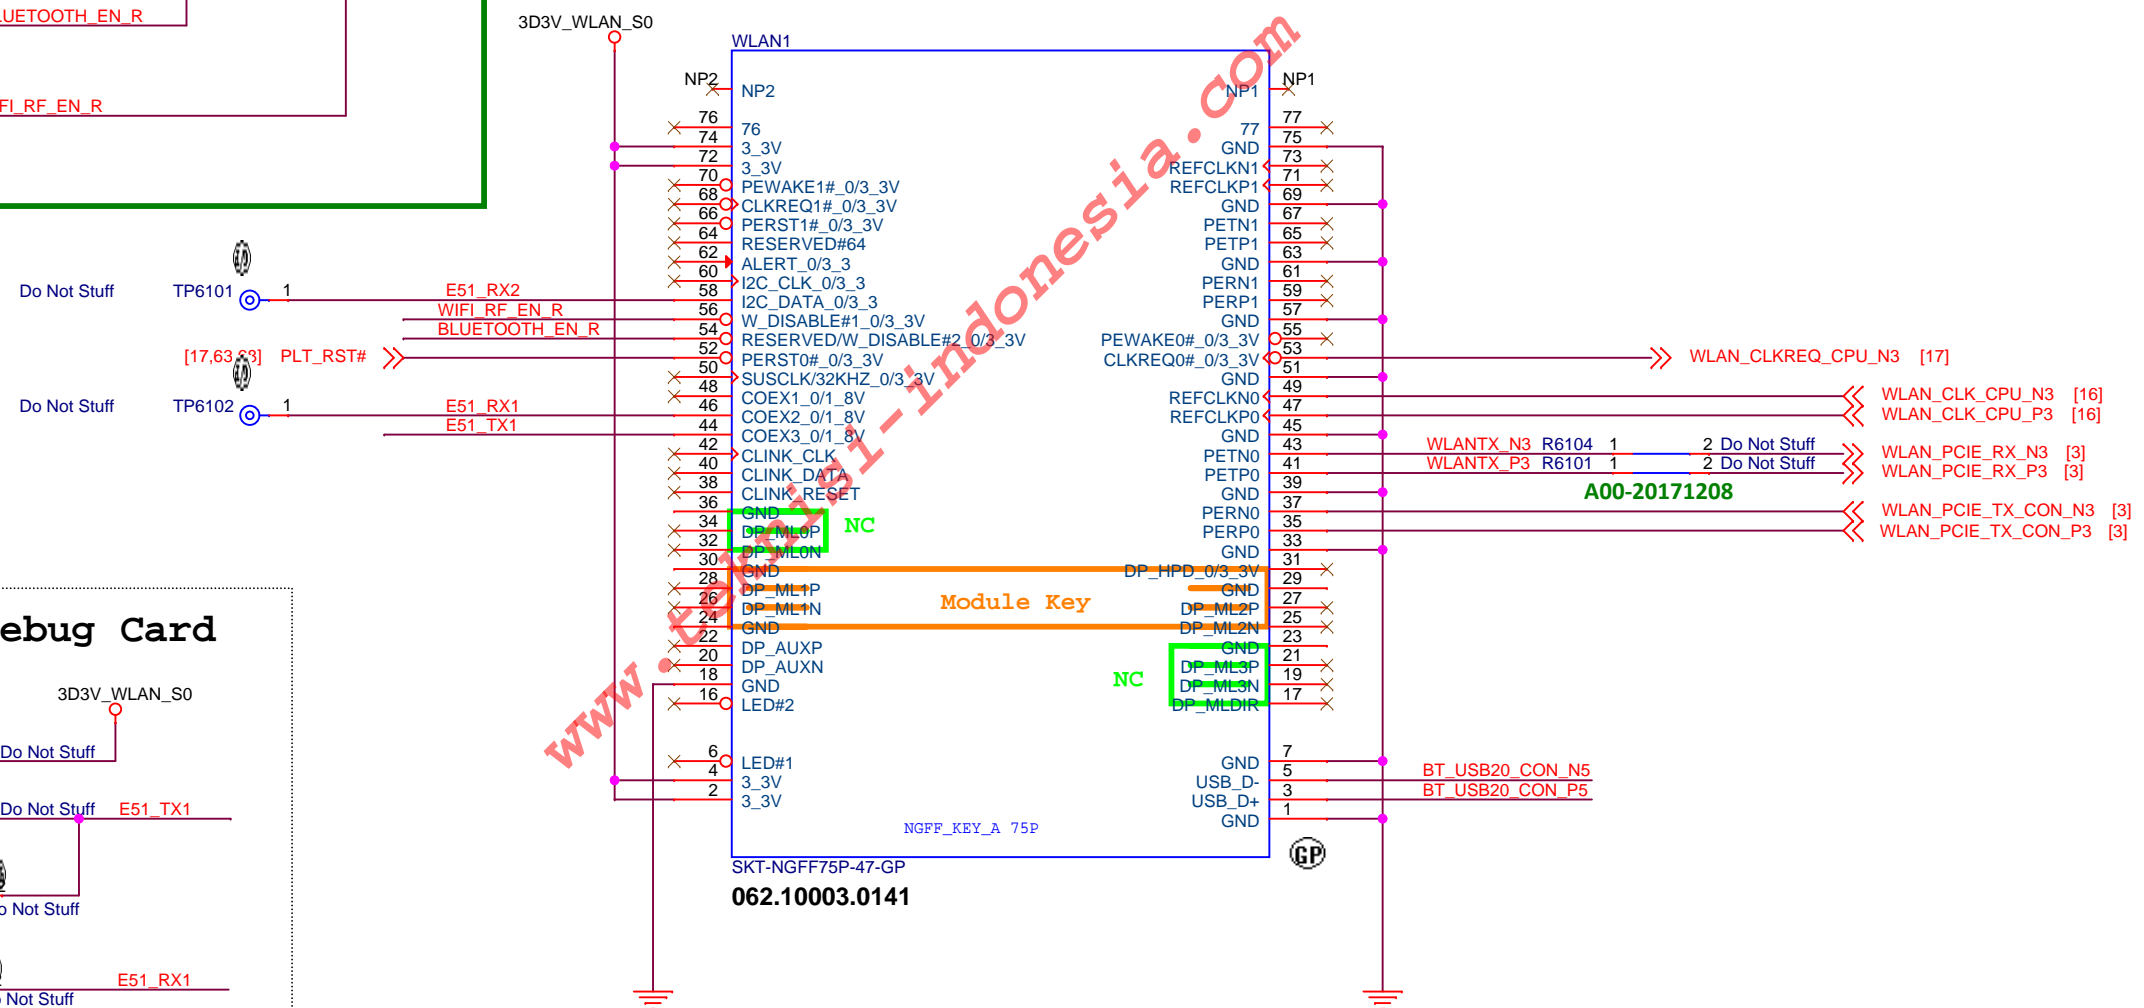 LUETOOTH_EN_R
FI_RF_EN_R
3D3V_WLAN_S0
WLAN1
NP2 NP2
NP1 NP1
76 76
74 3_3V
72 3_3V
70 PEWAKE1#_0/3_3V
68 CLKREQ1#_0/3_3V
66 PERST1#_0/3_3V
64 RESERVED#64
62 ALERT_0/3_3
60 I2C_CLK_0/3_3
Do Not Stuff TP6101 1 E51_RX2 58 I2C_DATA_0/3_3
WIFI_RF_EN_R 56 W_DISABLE#1_0/3_3V
BLUETOOTH_EN_R 54 RESERVED/W_DISABLE#2_0/3_3V
[17,63,68] PLT_RST# 52 PERST0#_0/3_3V
50 SUSCLK/32KHZ_0/3_3V
48 COEX1_0/1_8V
Do Not Stuff TP6102 1 E51_RX1 46 COEX2_0/1_8V
E51_TX1 44 COEX3_0/1_8V
42 CLINK_CLK
40 CLINK_DATA
38 CLINK_RESET
36 GND
34 DP_ML0P
NC
32 DP_ML0N
30 GND
28 DP_ML1P
26 DP_ML1N
24 GND
22 DP_AUXP
20 DP_AUXN
18 GND
16 LED#2
6 LED#1
4 3_3V
2 3_3V
Module Key
77 77
GND 75
REFCLKN1 73
REFCLKP1 71
GND 69
PETN1 67
PETP1 65
GND 63
PERN1 61
PERP1 59
GND 57
PEWAKE0#_0/3_3V 55
CLKREQ0#_0/3_3V 53 WLAN_CLKREQ_CPU_N3 [17]
GND 51
REFCLKN0 49 WLAN_CLK_CPU_N3 [16]
REFCLKP0 47 WLAN_CLK_CPU_P3 [16]
GND 45
PETN0 43 WLANTX_N3 R6104 1 2 Do Not Stuff WLAN_PCIE_RX_N3 [3]
PETP0 41 WLANTX_P3 R6101 1 2 Do Not Stuff WLAN_PCIE_RX_P3 [3]
GND 39
A00-20171208
PERN0 37 WLAN_PCIE_TX_CON_N3 [3]
PERP0 35 WLAN_PCIE_TX_CON_P3 [3]
GND 33
DP_HPD_0/3_3V 31
GND 29
DP_ML2P 27
DP_ML2N 25
GND 23
DP_ML3P 21
NC
DP_ML3N 19
DP_MLDIR 17
GND 7
USB_D- 5 BT_USB20_CON_N5
USB_D+ 3 BT_USB20_CON_P5
GND 1
NGFF_KEY_A 75P
GP
SKT-NGFF75P-47-GP
062.10003.0141
ebug Card
3D3V_WLAN_S0
Do Not Stuff
Do Not Stuff E51_TX1
o Not Stuff
E51_RX1
Not Stuff
www.teknisi-indonesia.com